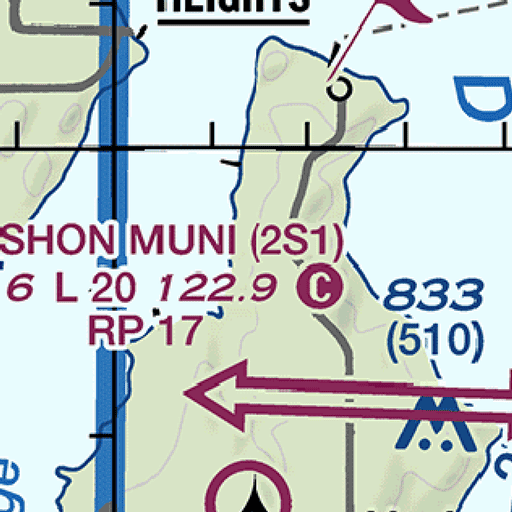 HEIGHTS
D
SHON MUNI (2S1)
6 L 20 122.9 C
RP 17
833
(510)